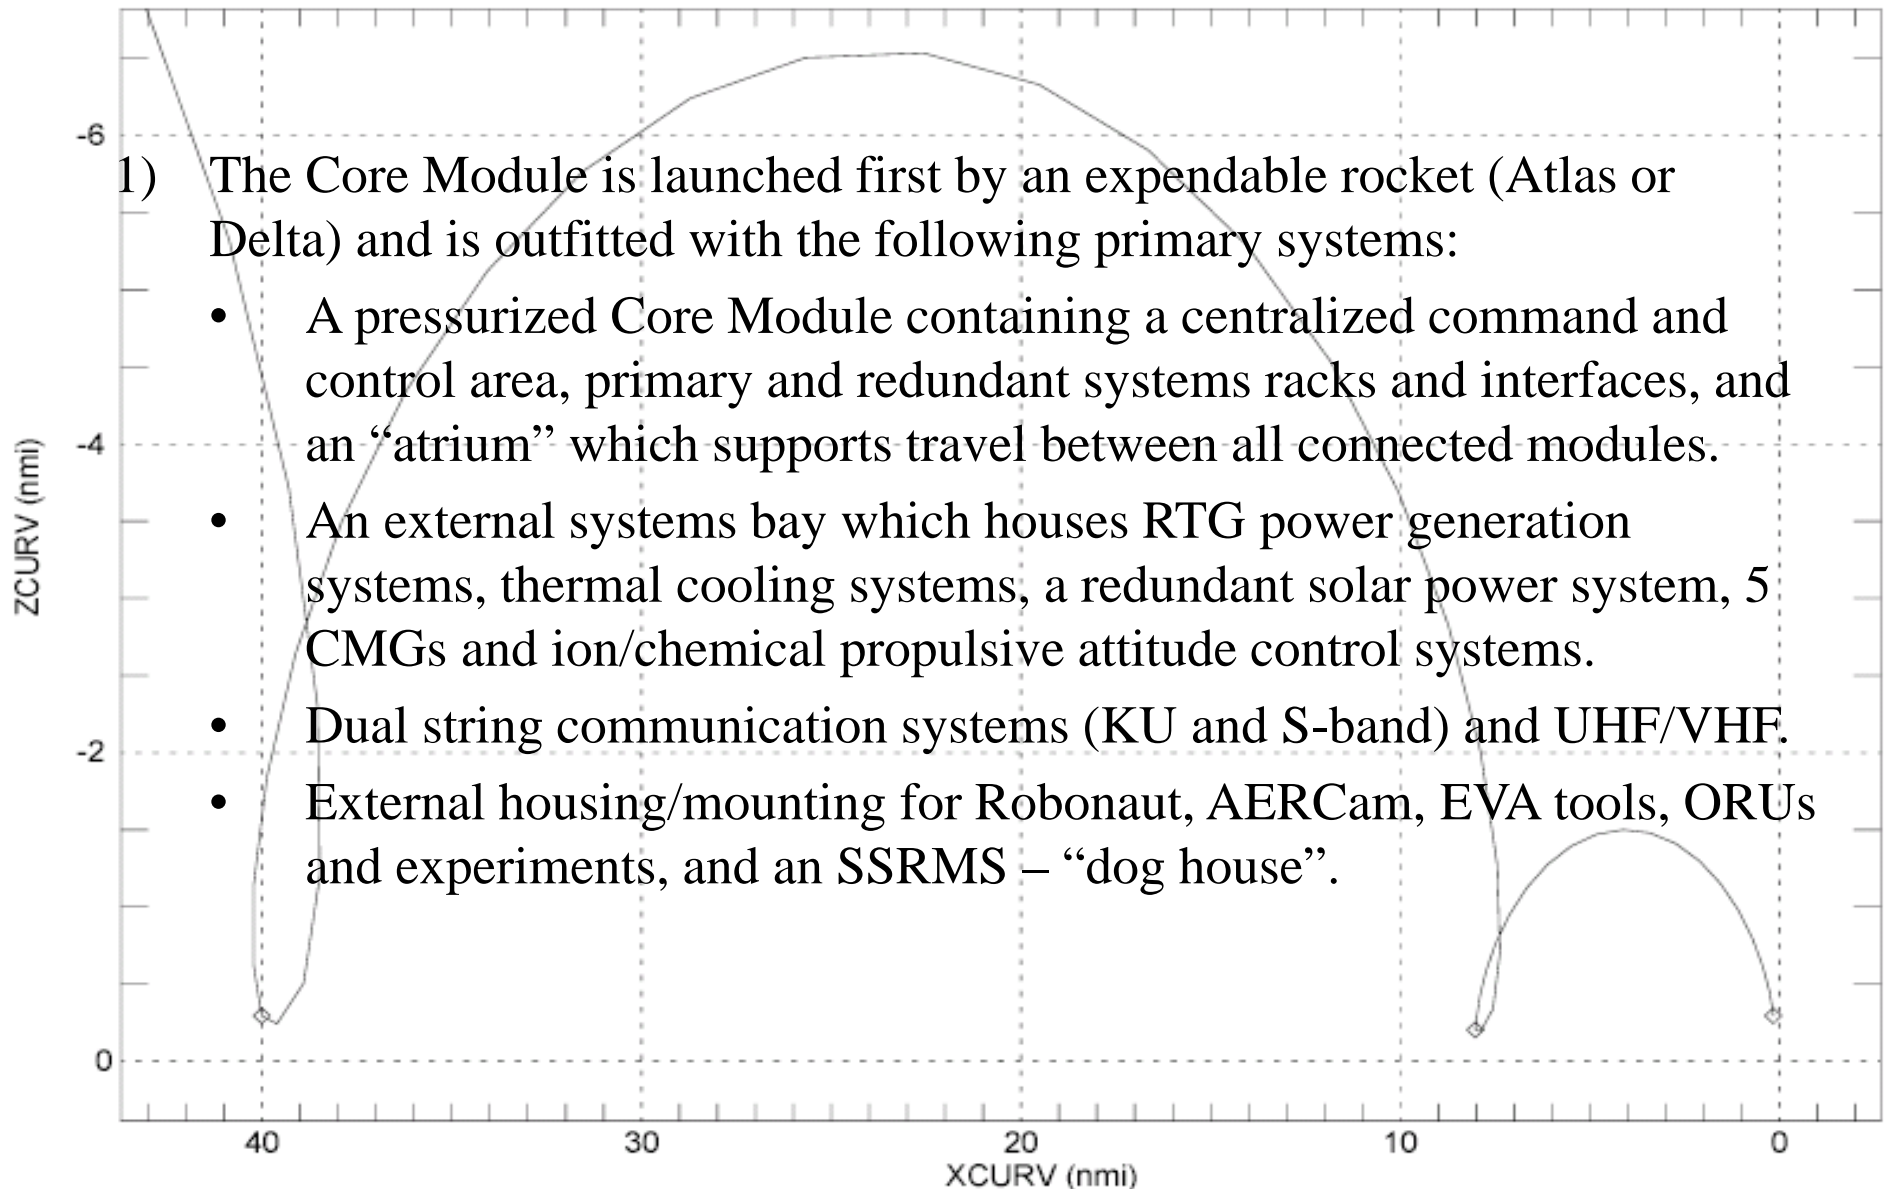 -6
1) The Core Module is launched first by an expendable rocket (Atlas or
Delta) and is outfitted with the following primary systems:
• A pressurized Core Module containing a centralized command and
control area, primary and redundant systems racks and interfaces, and
an “atrium” which supports travel between all connected modules.
• An external systems bay which houses RTG power generation
systems, thermal cooling systems, a redundant solar power system, 5
CMGs and ion/chemical propulsive attitude control systems.
• Dual string communication systems (KU and S-band) and UHF/VHF.
• External housing/mounting for Robonaut, AERCam, EVA tools, ORUs
and experiments, and an SSRMS – “dog house”.
ZCURV (nmi)
-4
-2
0
40 30 20 10 0
XCURV (nmi)